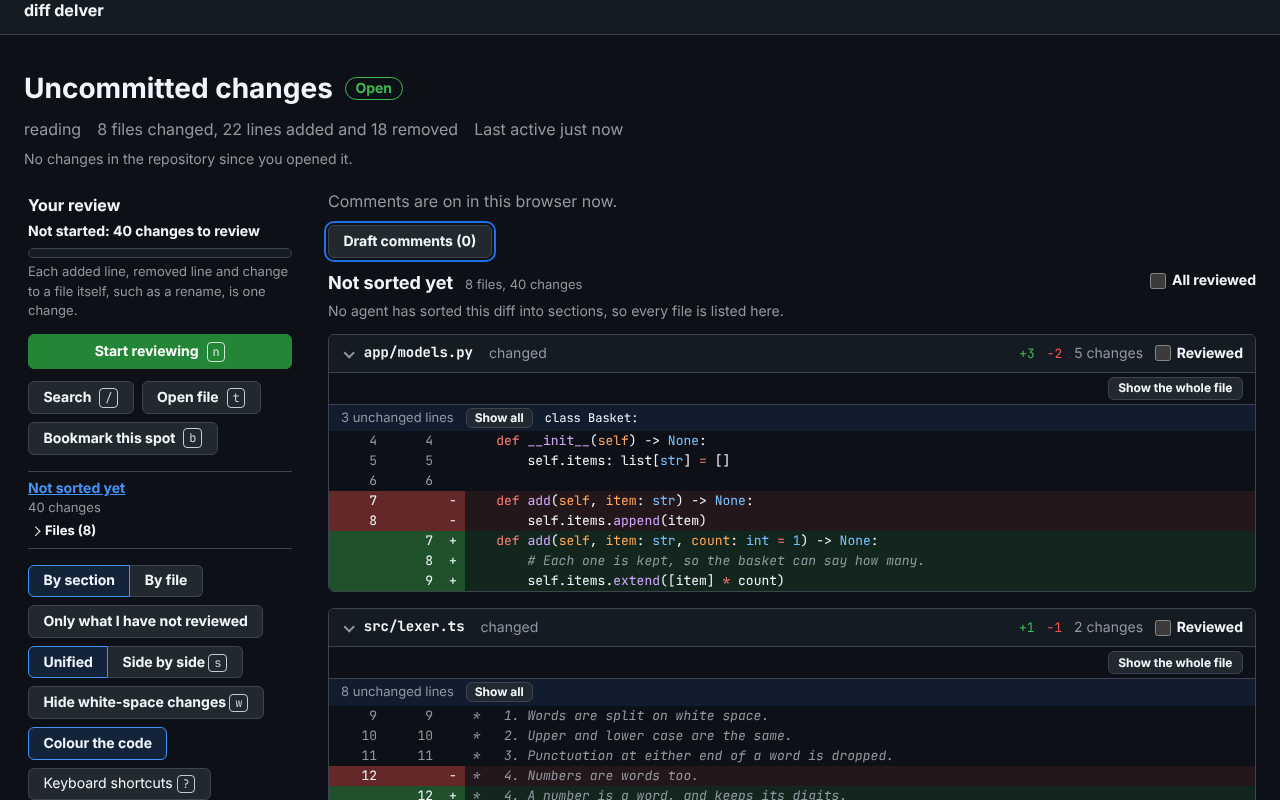 diff delver
Uncommitted changes Open
reading 8 files changed, 22 lines added and 18 removed Last active just now
No changes in the repository since you opened it.
Your review
Not started: 40 changes to review
Each added line, removed line and change
to a file itself, such as a rename, is one
change.
Start reviewing n
Search / Open file t
Bookmark this spot b
Not sorted yet
40 changes
Files (8)
By section By file
Only what I have not reviewed
Unified Side by side s
Hide white-space changes w
Colour the code
Keyboard shortcuts ?
Comments are on in this browser now.
Draft comments (0)
Not sorted yet 8 files, 40 changes All reviewed
No agent has sorted this diff into sections, so every file is listed here.
app/models.py changed +3 -2 5 changes Reviewed
Show the whole file
3 unchanged lines Show all class Basket:
4 4 def __init__(self) -> None:
5 5 self.items: list[str] = []
6 6
7 - def add(self, item: str) -> None:
8 - self.items.append(item)
7 + def add(self, item: str, count: int = 1) -> None:
8 + # Each one is kept, so the basket can say how many.
9 + self.items.extend([item] * count)
src/lexer.ts changed +1 -1 2 changes Reviewed
Show the whole file
8 unchanged lines Show all
9 9 * 1. Words are split on white space.
10 10 * 2. Upper and lower case are the same.
11 11 * 3. Punctuation at either end of a word is dropped.
12 - * 4. Numbers are words too.
12 + * 4. A number is a word, and keeps its digits.